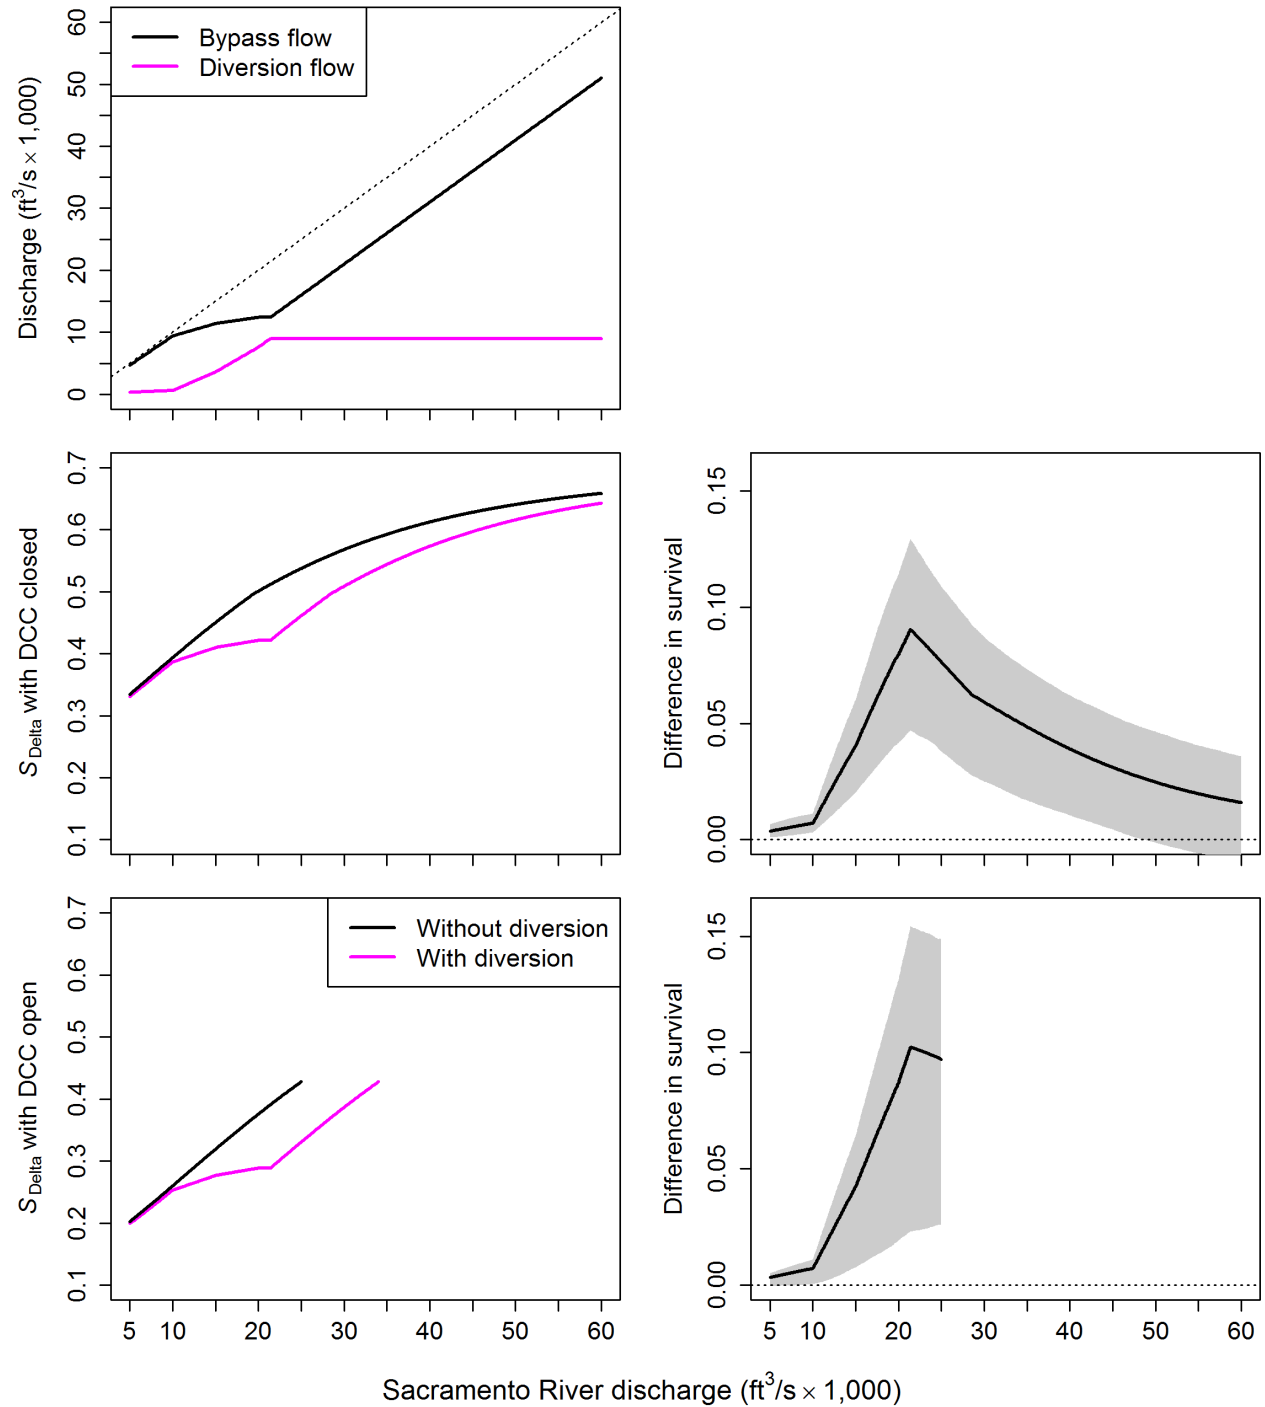 Bypass flow
Diversion flow
Discharge (ft³/s × 1,000)
60
50
40
30
20
10
0
S Delta with DCC closed
0.7
0.6
0.5
0.4
0.3
0.2
0.1
Difference in survival
0.15
0.10
0.05
0.00
Without diversion
With diversion
S Delta with DCC open
0.7
0.6
0.5
0.4
0.3
0.2
0.1
5 10 20 30 40 50 60
Difference in survival
0.15
0.10
0.05
0.00
5 10 20 30 40 50 60
Sacramento River discharge (ft³/s × 1,000)